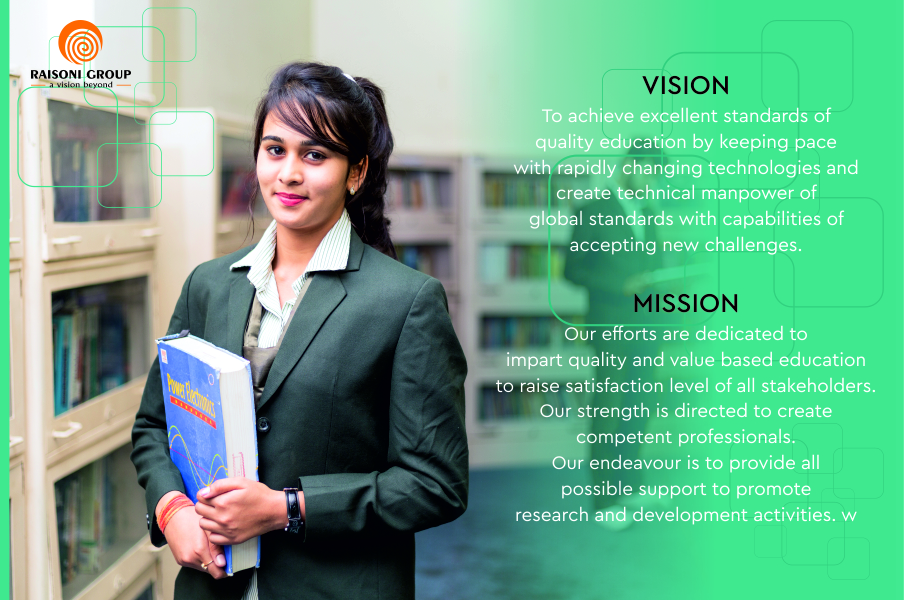 RAISONI GROUP
a vision beyond
VISION
To achieve excellent standards of
quality education by keeping pace
with rapidly changing technologies and
create technical manpower of
global standards with capabilities of
accepting new challenges.
MISSION
Our efforts are dedicated to
impart quality and value based education
to raise satisfaction level of all stakeholders.
Our strength is directed to create
competent professionals.
Our endeavour is to provide all
possible support to promote
research and development activities. w
Power Electronics